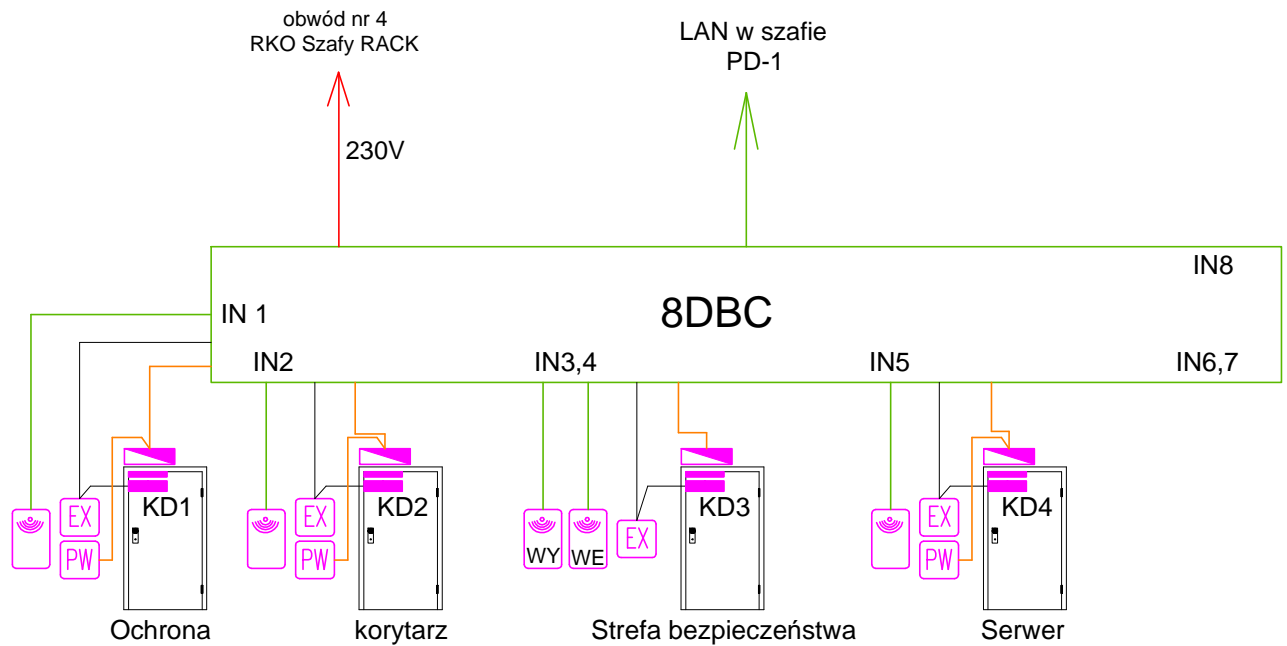 obwód nr 4
RKO Szafy RACK
LAN w szafie
PD-1
230V
IN8
IN 1
8DBC
IN2
IN3,4
IN5
IN6,7
EX
PW
KD1
EX
PW
KD2
WY
WE
EX
KD3
EX
PW
KD4
Ochrona
korytarz
Strefa bezpieczeństwa
Serwer